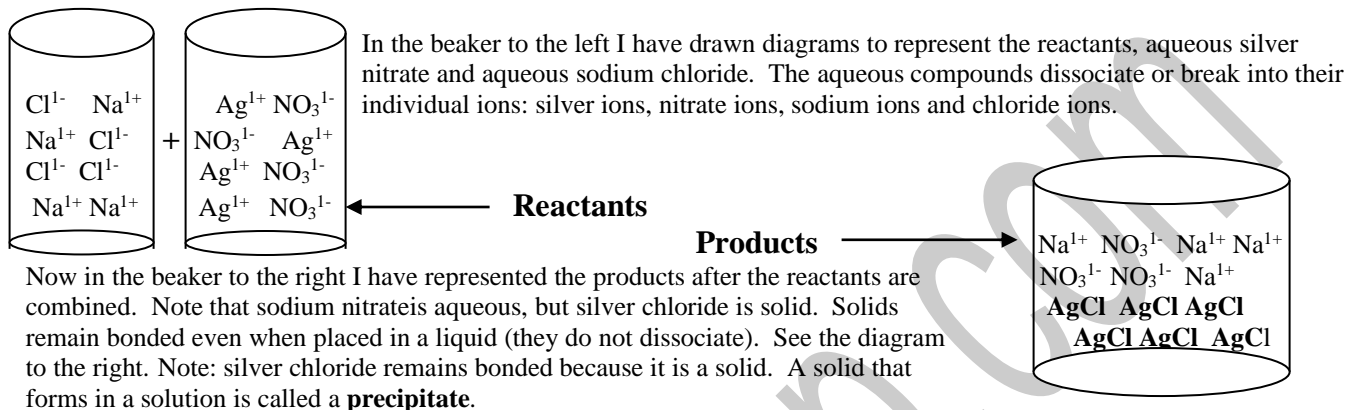 In the beaker to the left I have drawn diagrams to represent the reactants, aqueous silver
nitrate and aqueous sodium chloride. The aqueous compounds dissociate or break into their
individual ions: silver ions, nitrate ions, sodium ions and chloride ions.
Cl¹⁻ Na¹⁺
Na¹⁺ Cl¹⁻
Cl¹⁻ Cl¹⁻
Na¹⁺ Na¹⁺
+
Ag¹⁺ NO₃¹⁻
NO₃¹⁻ Ag¹⁺
Ag¹⁺ NO₃¹⁻
Ag¹⁺ NO₃¹⁻
Reactants
Products
Na¹⁺ NO₃¹⁻ Na¹⁺ Na¹⁺
NO₃¹⁻ NO₃¹⁻ Na¹⁺
AgCl AgCl AgCl
AgCl AgCl AgCl
Now in the beaker to the right I have represented the products after the reactants are
combined. Note that sodium nitrateis aqueous, but silver chloride is solid. Solids
remain bonded even when placed in a liquid (they do not dissociate). See the diagram
to the right. Note: silver chloride remains bonded because it is a solid. A solid that
forms in a solution is called a precipitate.